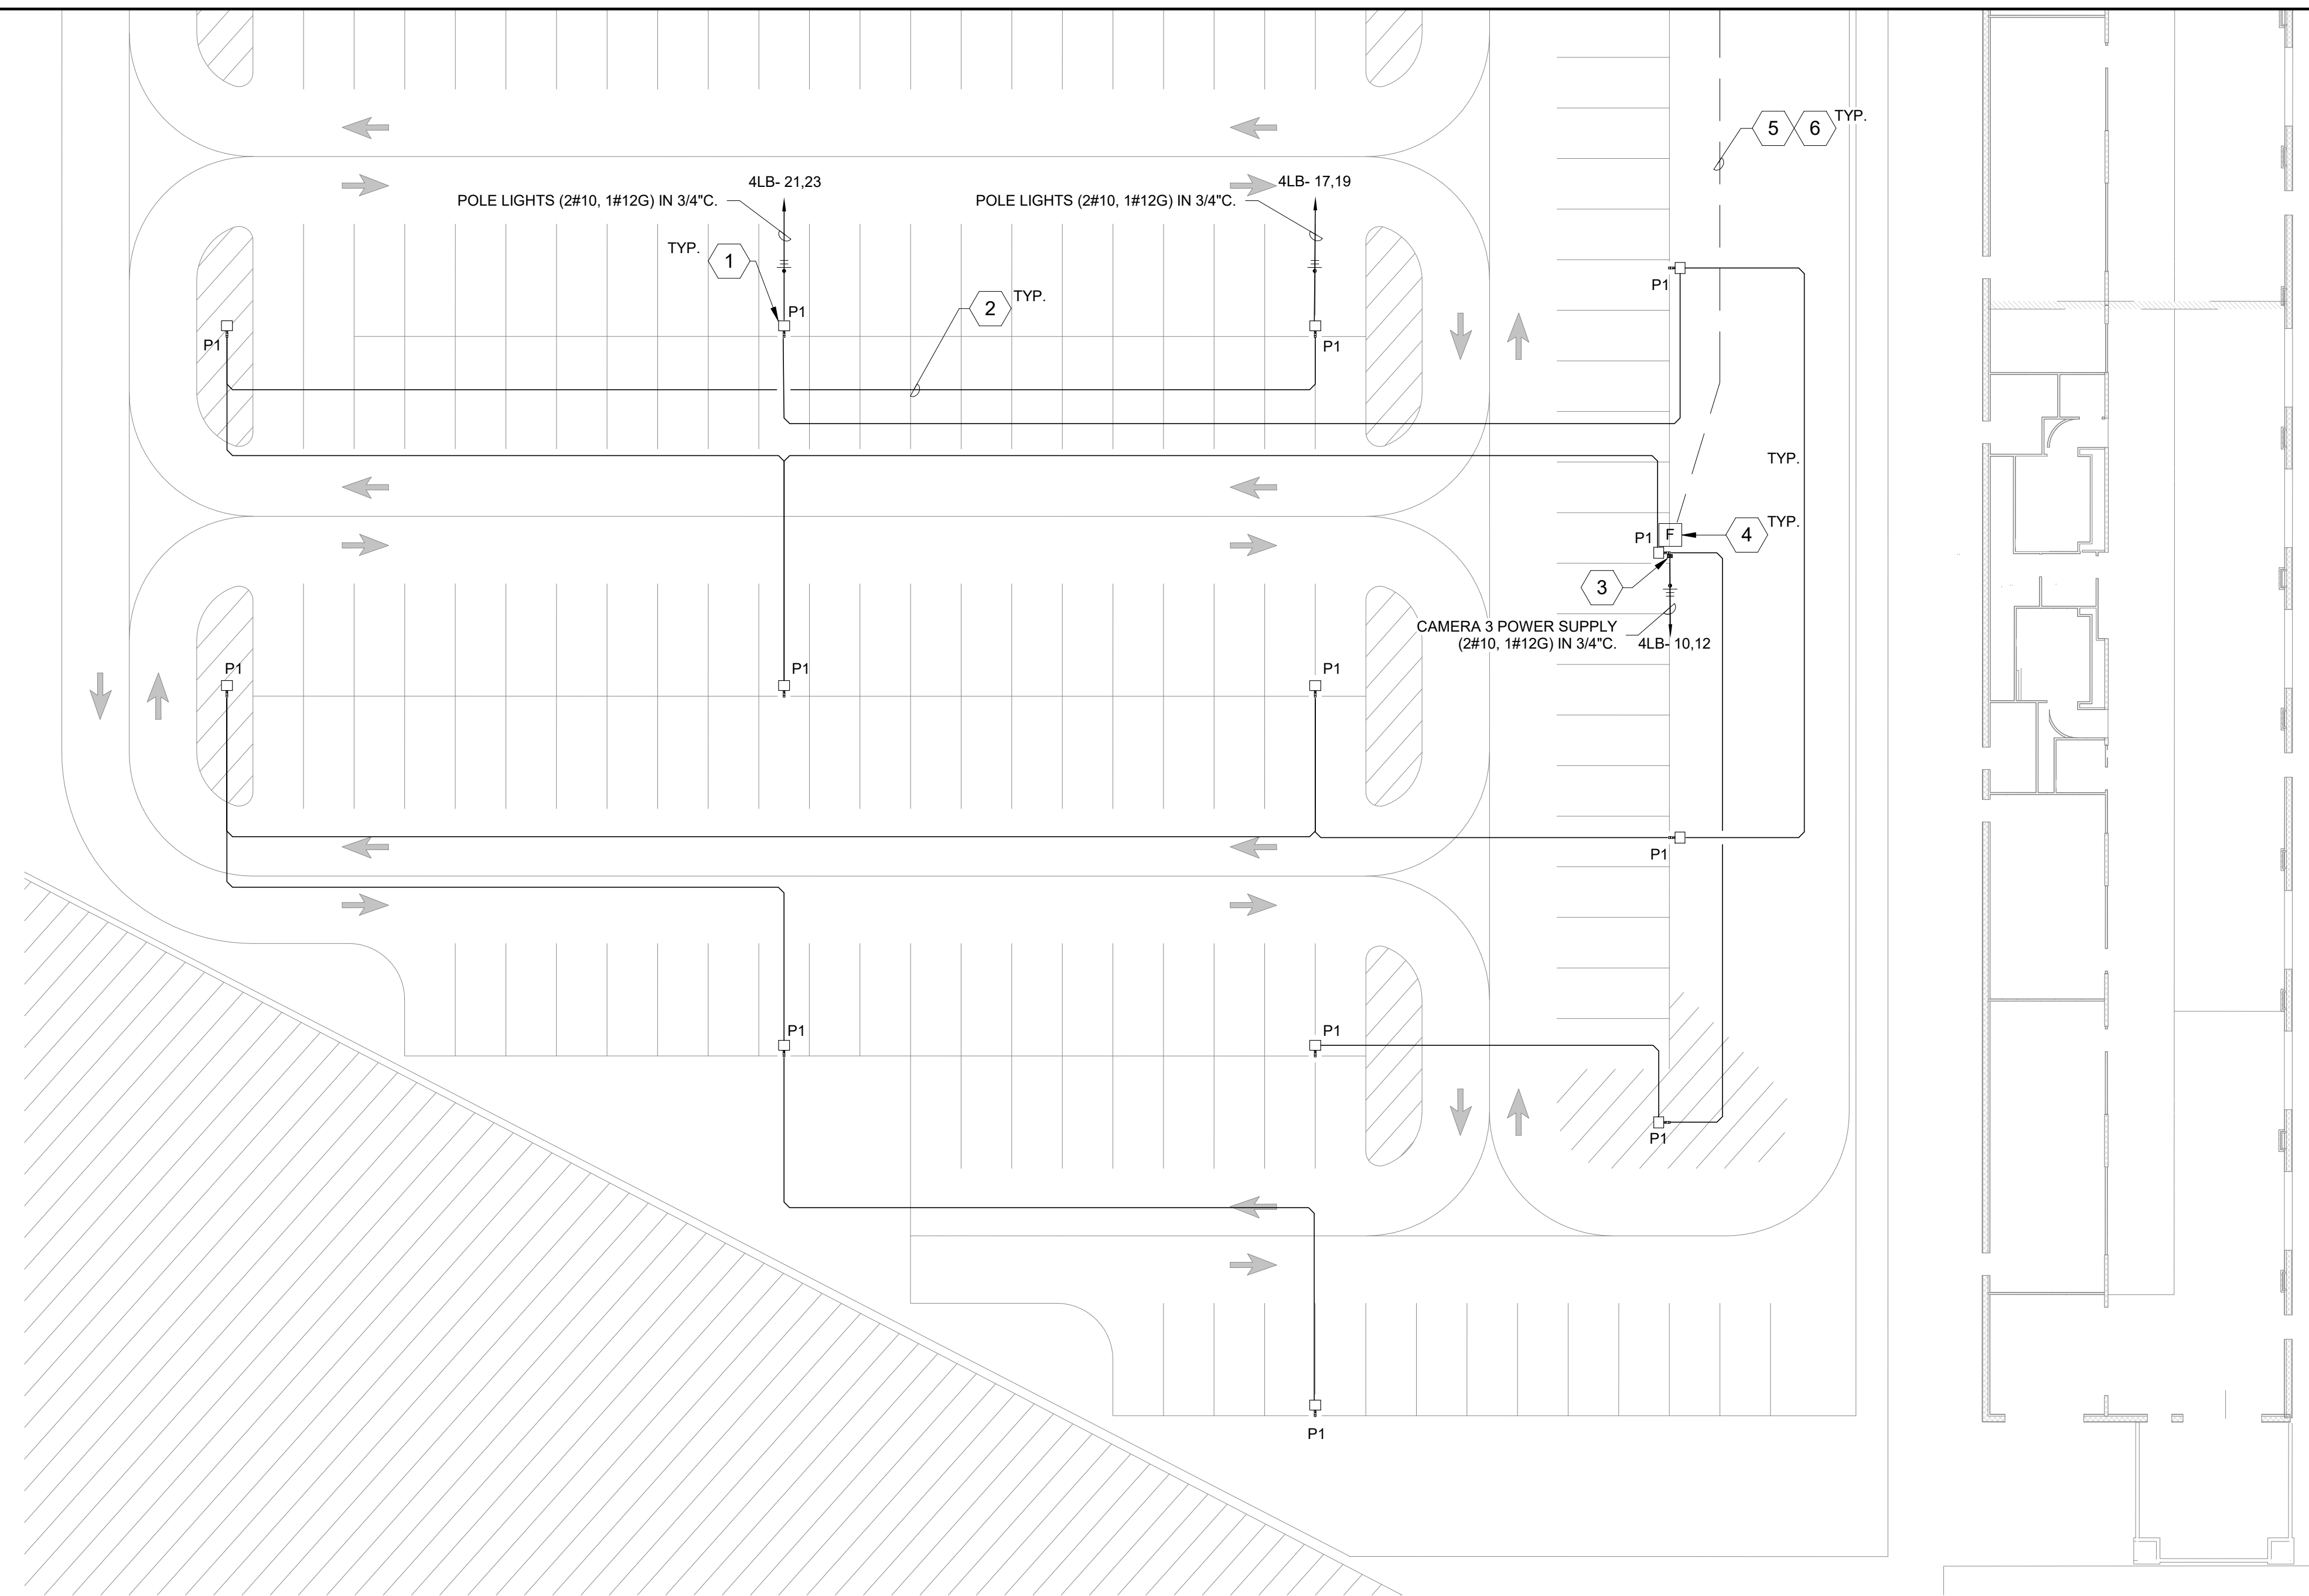 5
6
TYP.
4LB- 21,23
4LB- 17,19
POLE LIGHTS (2#10, 1#12G) IN 3/4"C.
POLE LIGHTS (2#10, 1#12G) IN 3/4"C.
TYP.
1
P1
2
TYP.
P1
P1
P1
TYP.
P1
F
4
TYP.
3
CAMERA 3 POWER SUPPLY
(2#10, 1#12G) IN 3/4"C.
4LB- 10,12
P1
P1
P1
P1
P1
P1
P1
P1